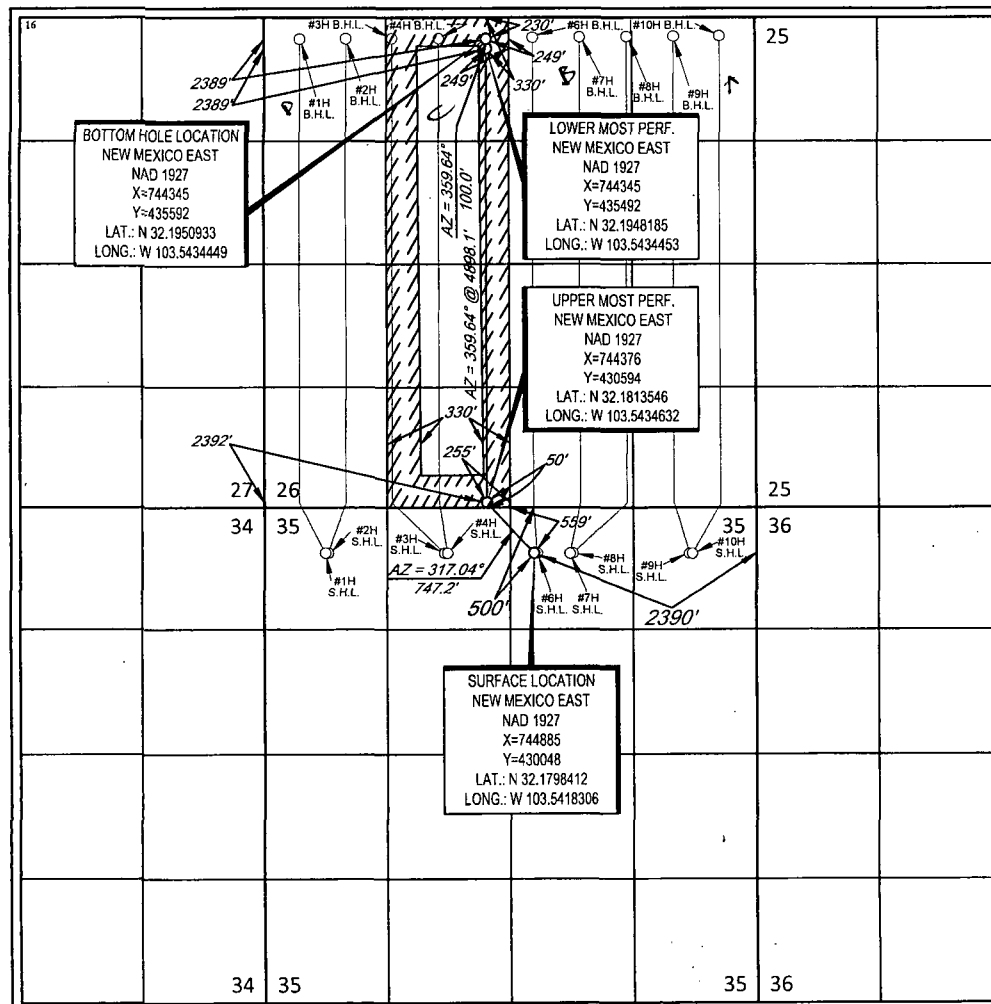 16
#3H B.H.L.
#4H B.H.L.
230'
#6H B.H.L.
#10H B.H.L.
25
2389'
2389'
#1H
B.H.L.
#2H
B.H.L.
249'
249'
330'
#7H
B.H.L.
#8H
B.H.L.
#9H
B.H.L.
BOTTOM HOLE LOCATION
NEW MEXICO EAST
NAD 1927
X=744345
Y=435592
LAT.: N 32.1950933
LONG.: W 103.5434449
AZ = 359.64°
100.0'
LOWER MOST PERF.
NEW MEXICO EAST
NAD 1927
X=744345
Y=435492
LAT.: N 32.1948185
LONG.: W 103.5434453
AZ = 359.64° @ 4898.1'
UPPER MOST PERF.
NEW MEXICO EAST
NAD 1927
X=744376
Y=430594
LAT.: N 32.1813546
LONG.: W 103.5434632
330'
2392'
255'
50'
27 26
25
34 35
35 36
559'
#2H
S.H.L.
#1H
S.H.L.
#3H
S.H.L.
#4H
S.H.L.
#6H
S.H.L.
#7H
S.H.L.
#8H
S.H.L.
#9H
S.H.L.
#10H
S.H.L.
AZ = 317.04°
747.2'
500'
2390'
SURFACE LOCATION
NEW MEXICO EAST
NAD 1927
X=744885
Y=430048
LAT.: N 32.1798412
LONG.: W 103.5418306
34 35
35 36